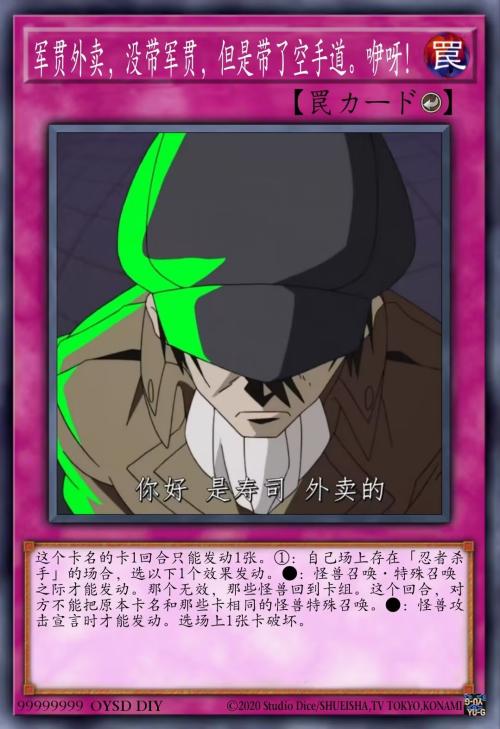 军贯外卖，没带军贯，但是带了空手道。咿呀！
罠
【罠カード】
你好 是寿司 外卖的
这个卡名的卡1回合只能发动1张。①：自己场上存在「忍者杀
手」的场合，选以下1个效果发动。●：怪兽召唤・特殊召唤
之际才能发动。那个无效，那些怪兽回到卡组。这个回合，对
方不能把原本卡名和那些卡相同的怪兽特殊召唤。●：怪兽攻
击宣言时才能发动。选场上1张卡破坏。
99999999 OYSD DIY
©2020 Studio Dice/SHUEISHA,TV TOKYO,KONAMI